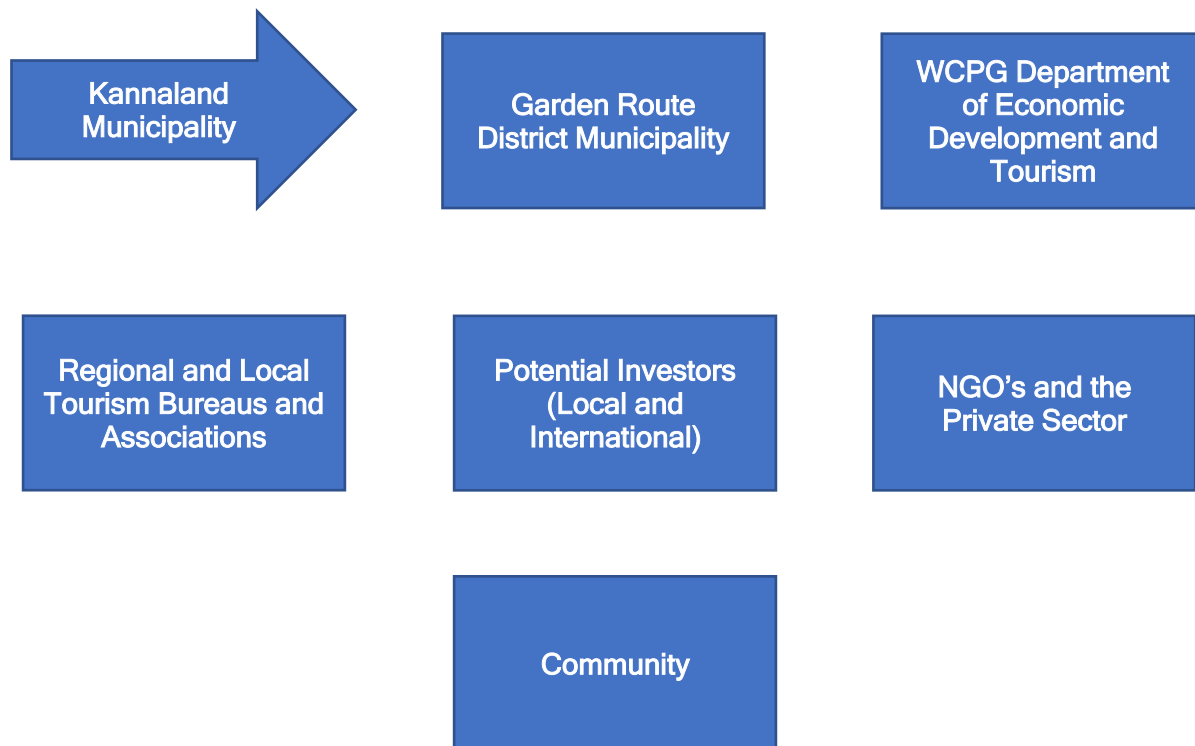 Kannaland
Municipality
Garden Route
District Municipality
WCPG Department
of Economic
Development and
Tourism
Regional and Local
Tourism Bureaus and
Associations
Potential Investors
(Local and
International)
NGO’s and the
Private Sector
Community